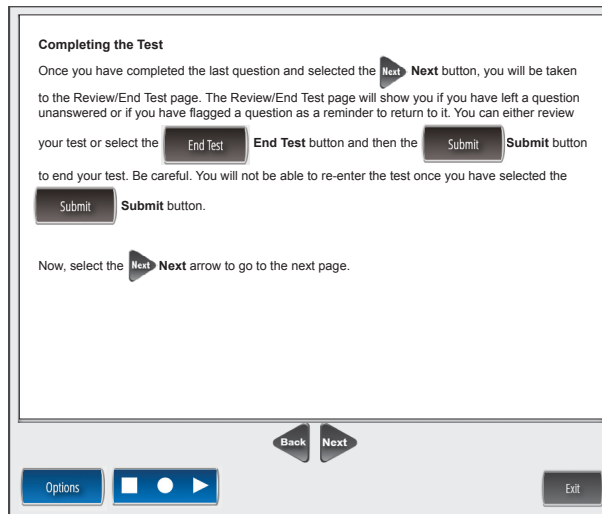 Completing the Test
Once you have completed the last question and selected the Next Next button, you will be taken
to the Review/End Test page. The Review/End Test page will show you if you have left a question
unanswered or if you have flagged a question as a reminder to return to it. You can either review
your test or select the End Test End Test button and then the Submit Submit button
to end your test. Be careful. You will not be able to re-enter the test once you have selected the
Submit Submit button.
Now, select the Next Next arrow to go to the next page.
Back Next
Options Exit